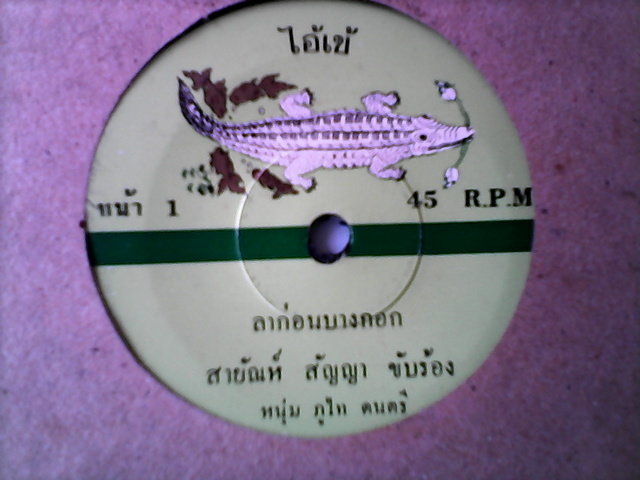 ไอ้เข้
หน้า 1 45 R.P.M
ลาก่อนบางกอก
สายัณห์ สัญญา ขับร้อง
หนุ่ม ภูไท ดนตรี